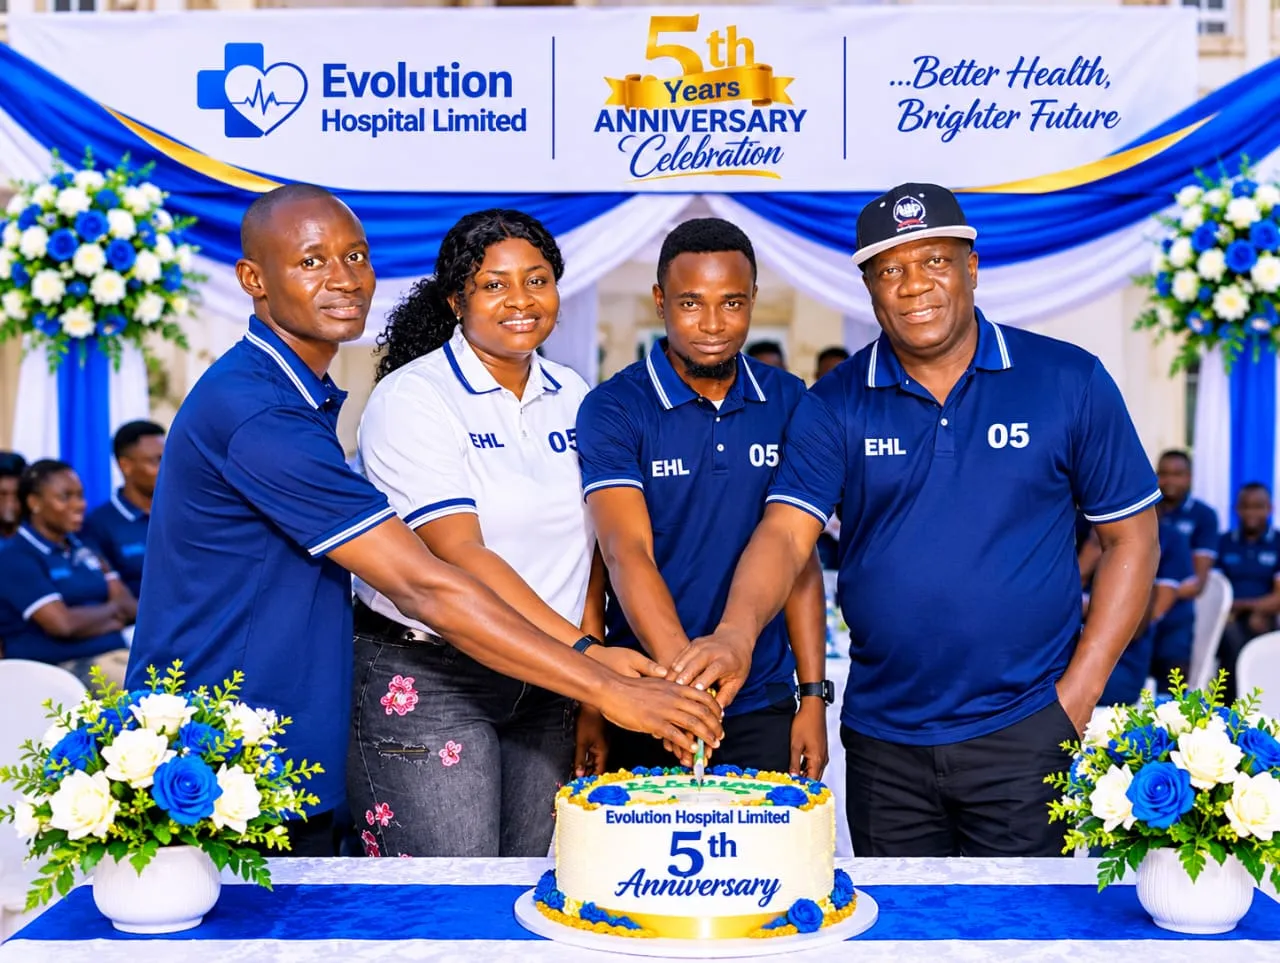 Evolution
Hospital Limited
5th
Years
ANNIVERSARY
Celebration
...Better Health,
Brighter Future
EHL
05
EHL
05
EHL
05
Evolution Hospital Limited
5th
Anniversary